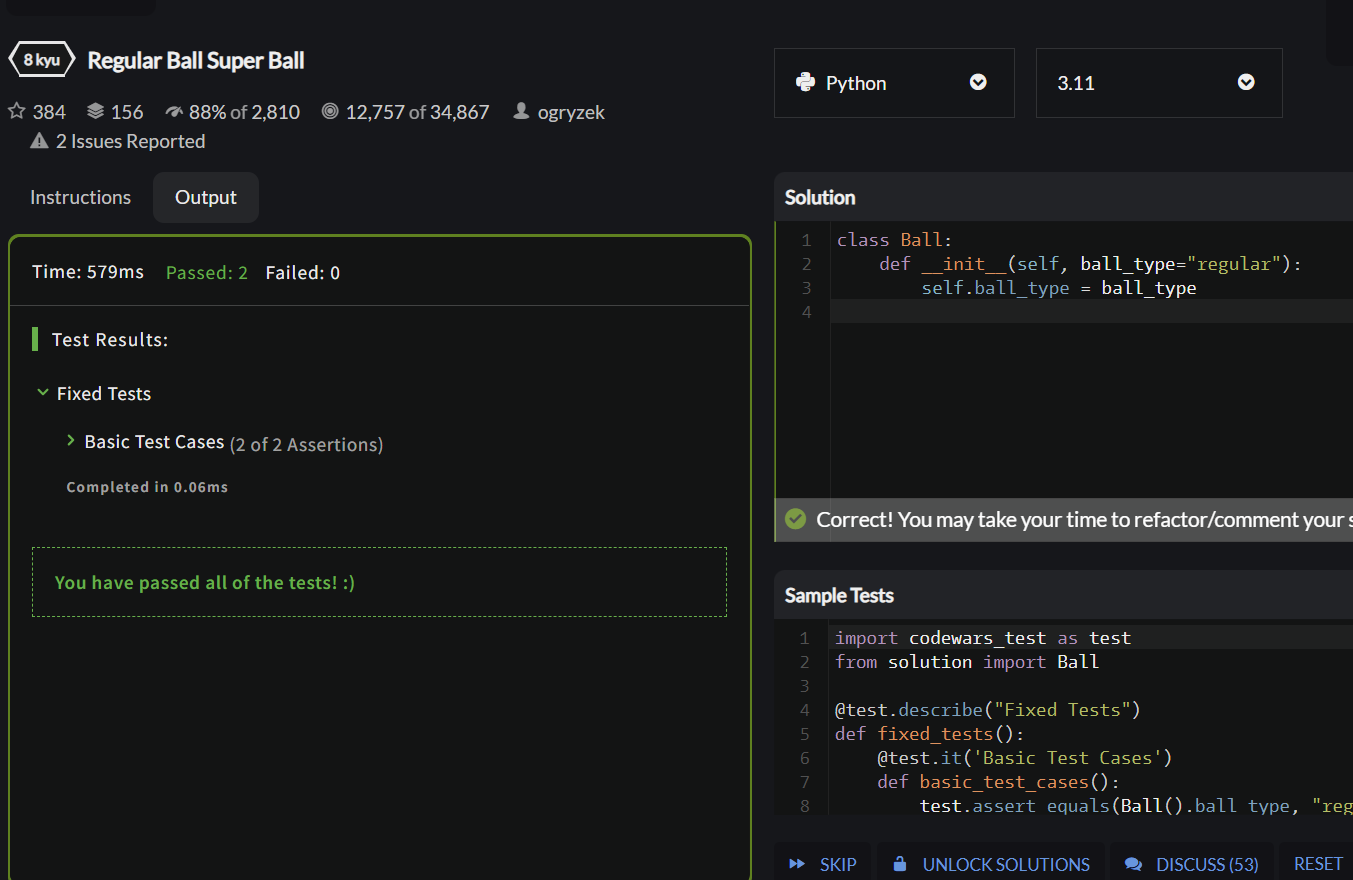 8 kyu Regular Ball Super Ball
384 156 88% of 2,810 12,757 of 34,867 ogryzek
2 Issues Reported
Instructions Output
Time: 579ms Passed: 2 Failed: 0
Test Results:
Fixed Tests
Basic Test Cases (2 of 2 Assertions)
Completed in 0.06ms
You have passed all of the tests! :)
Python 3.11
Solution
1 class Ball:
2 def __init__(self, ball_type="regular"):
3 self.ball_type = ball_type
4
Correct! You may take your time to refactor/comment your
Sample Tests
1 import codewars_test as test
2 from solution import Ball
3
4 @test.describe("Fixed Tests")
5 def fixed_tests():
6 @test.it('Basic Test Cases')
7 def basic_test_cases():
8 test.assert_equals(Ball().ball_type, "reg
SKIP UNLOCK SOLUTIONS DISCUSS (53) RESET